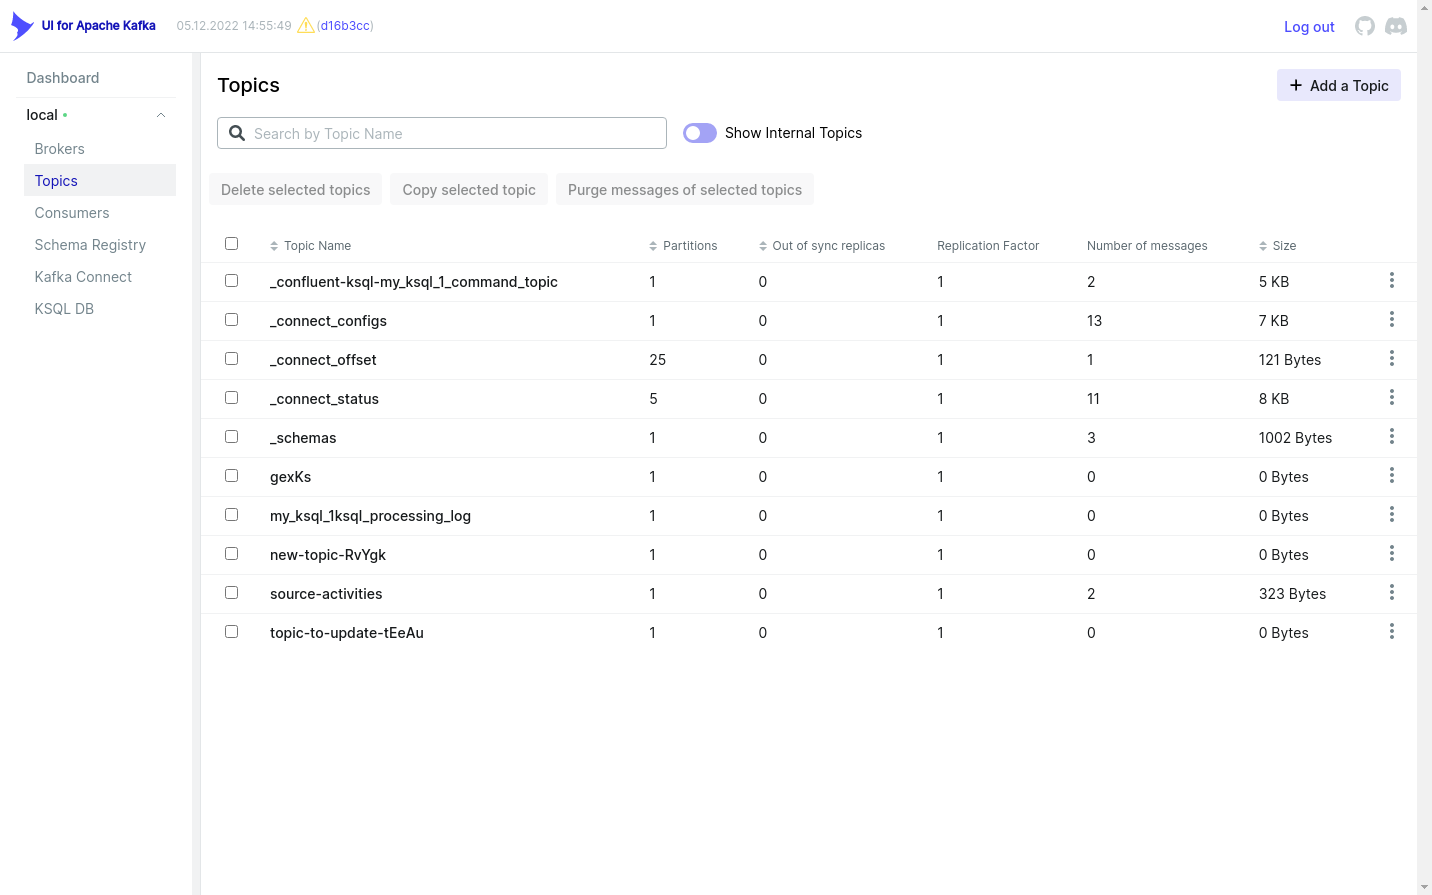 UI for Apache Kafka 05.12.2022 14:55:49 (d16b3cc) Log out
Dashboard
local
Brokers
Topics
Consumers
Schema Registry
Kafka Connect
KSQL DB
Topics
Add a Topic
Search by Topic Name Show Internal Topics
Delete selected topics Copy selected topic Purge messages of selected topics
Topic Name Partitions Out of sync replicas Replication Factor Number of messages Size
_confluent-ksql-my_ksql_1_command_topic 1 0 1 2 5 KB
_connect_configs 1 0 1 13 7 KB
_connect_offset 25 0 1 1 121 Bytes
_connect_status 5 0 1 11 8 KB
_schemas 1 0 1 3 1002 Bytes
gexKs 1 0 1 0 0 Bytes
my_ksql_1ksql_processing_log 1 0 1 0 0 Bytes
new-topic-RvYgk 1 0 1 0 0 Bytes
source-activities 1 0 1 2 323 Bytes
topic-to-update-tEeAu 1 0 1 0 0 Bytes